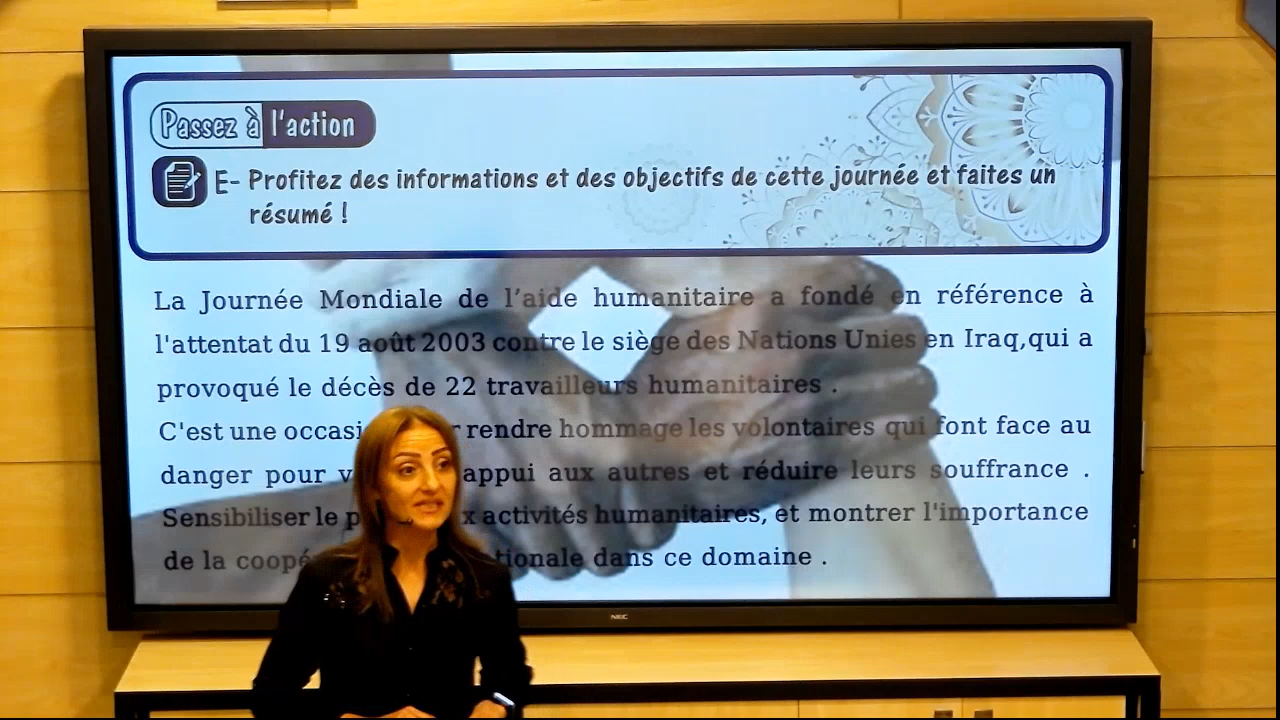 Passez à l'action
E- Profitez des informations et des objectifs de cette journée et faites un
résumé !
La Journée Mondiale de l'aide humanitaire a fondé en référence à
l'attentat du 19 août 2003 contre le siège des Nations Unies en Iraq,qui a
provoqué le décès de 22 travailleurs humanitaires .
C'est une rendre hommage les volontaires qui font face au
danger pour appui aux autres et réduire leurs souffrance .
Sensibiliser le activités humanitaires, et montrer l'importance
de la dans ce domaine .
NEC